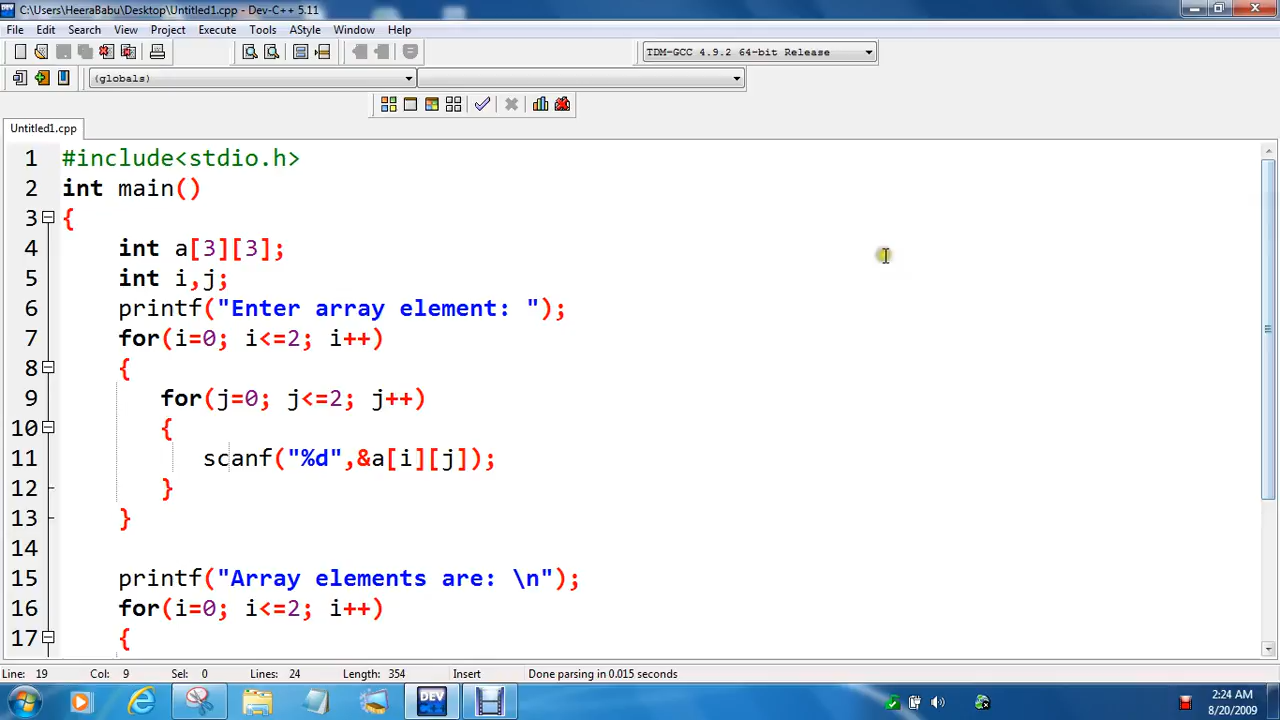 C:\Users\HeeraBabu\Desktop\Untitled1.cpp - Dev-C++ 5.11
File Edit Search View Project Execute Tools AStyle Window Help
TDM-GCC 4.9.2 64-bit Release
(globals)
Untitled1.cpp
1 #include<stdio.h>
2 int main()
3 {
4 int a[3][3];
5 int i,j;
6 printf("Enter array element: ");
7 for(i=0; i<=2; i++)
8 {
9 for(j=0; j<=2; j++)
10 {
11 scanf("%d",&a[i][j]);
12 }
13 }
14
15 printf("Array elements are: \n");
16 for(i=0; i<=2; i++)
17 {
Line: 19 Col: 9 Sel: 0 Lines: 24 Length: 354 Insert Done parsing in 0.015 seconds
DEV C++
2:24 AM
8/20/2009